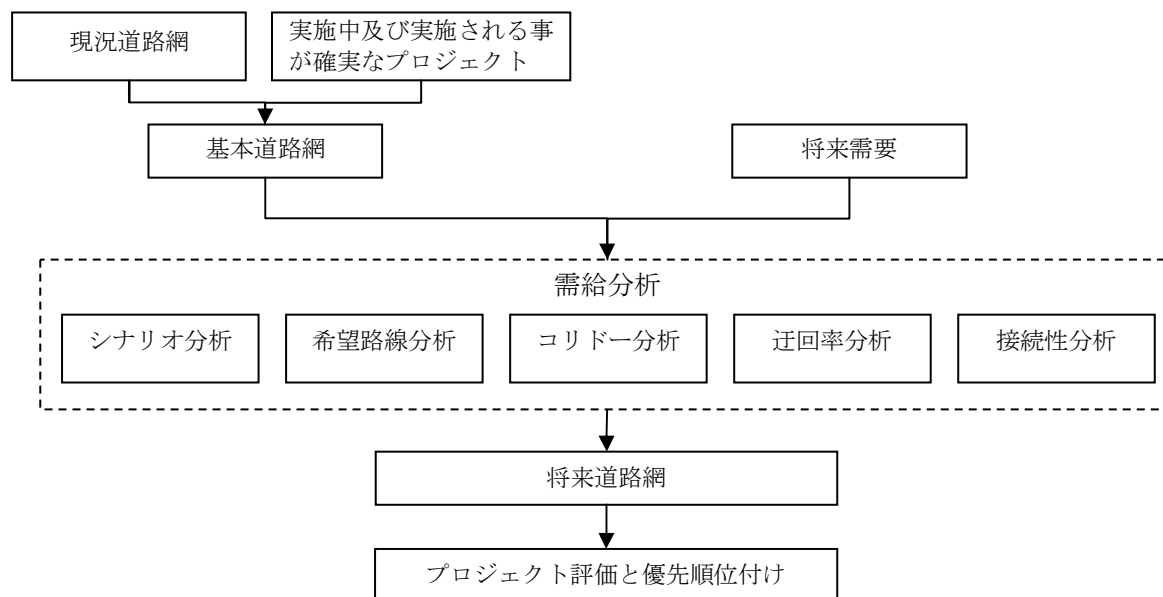 現況道路網
実施中及び実施される事
が確実なプロジェクト
基本道路網
将来需要
需給分析
シナリオ分析
希望路線分析
コリドー分析
迂回率分析
接続性分析
将来道路網
プロジェクト評価と優先順位付け